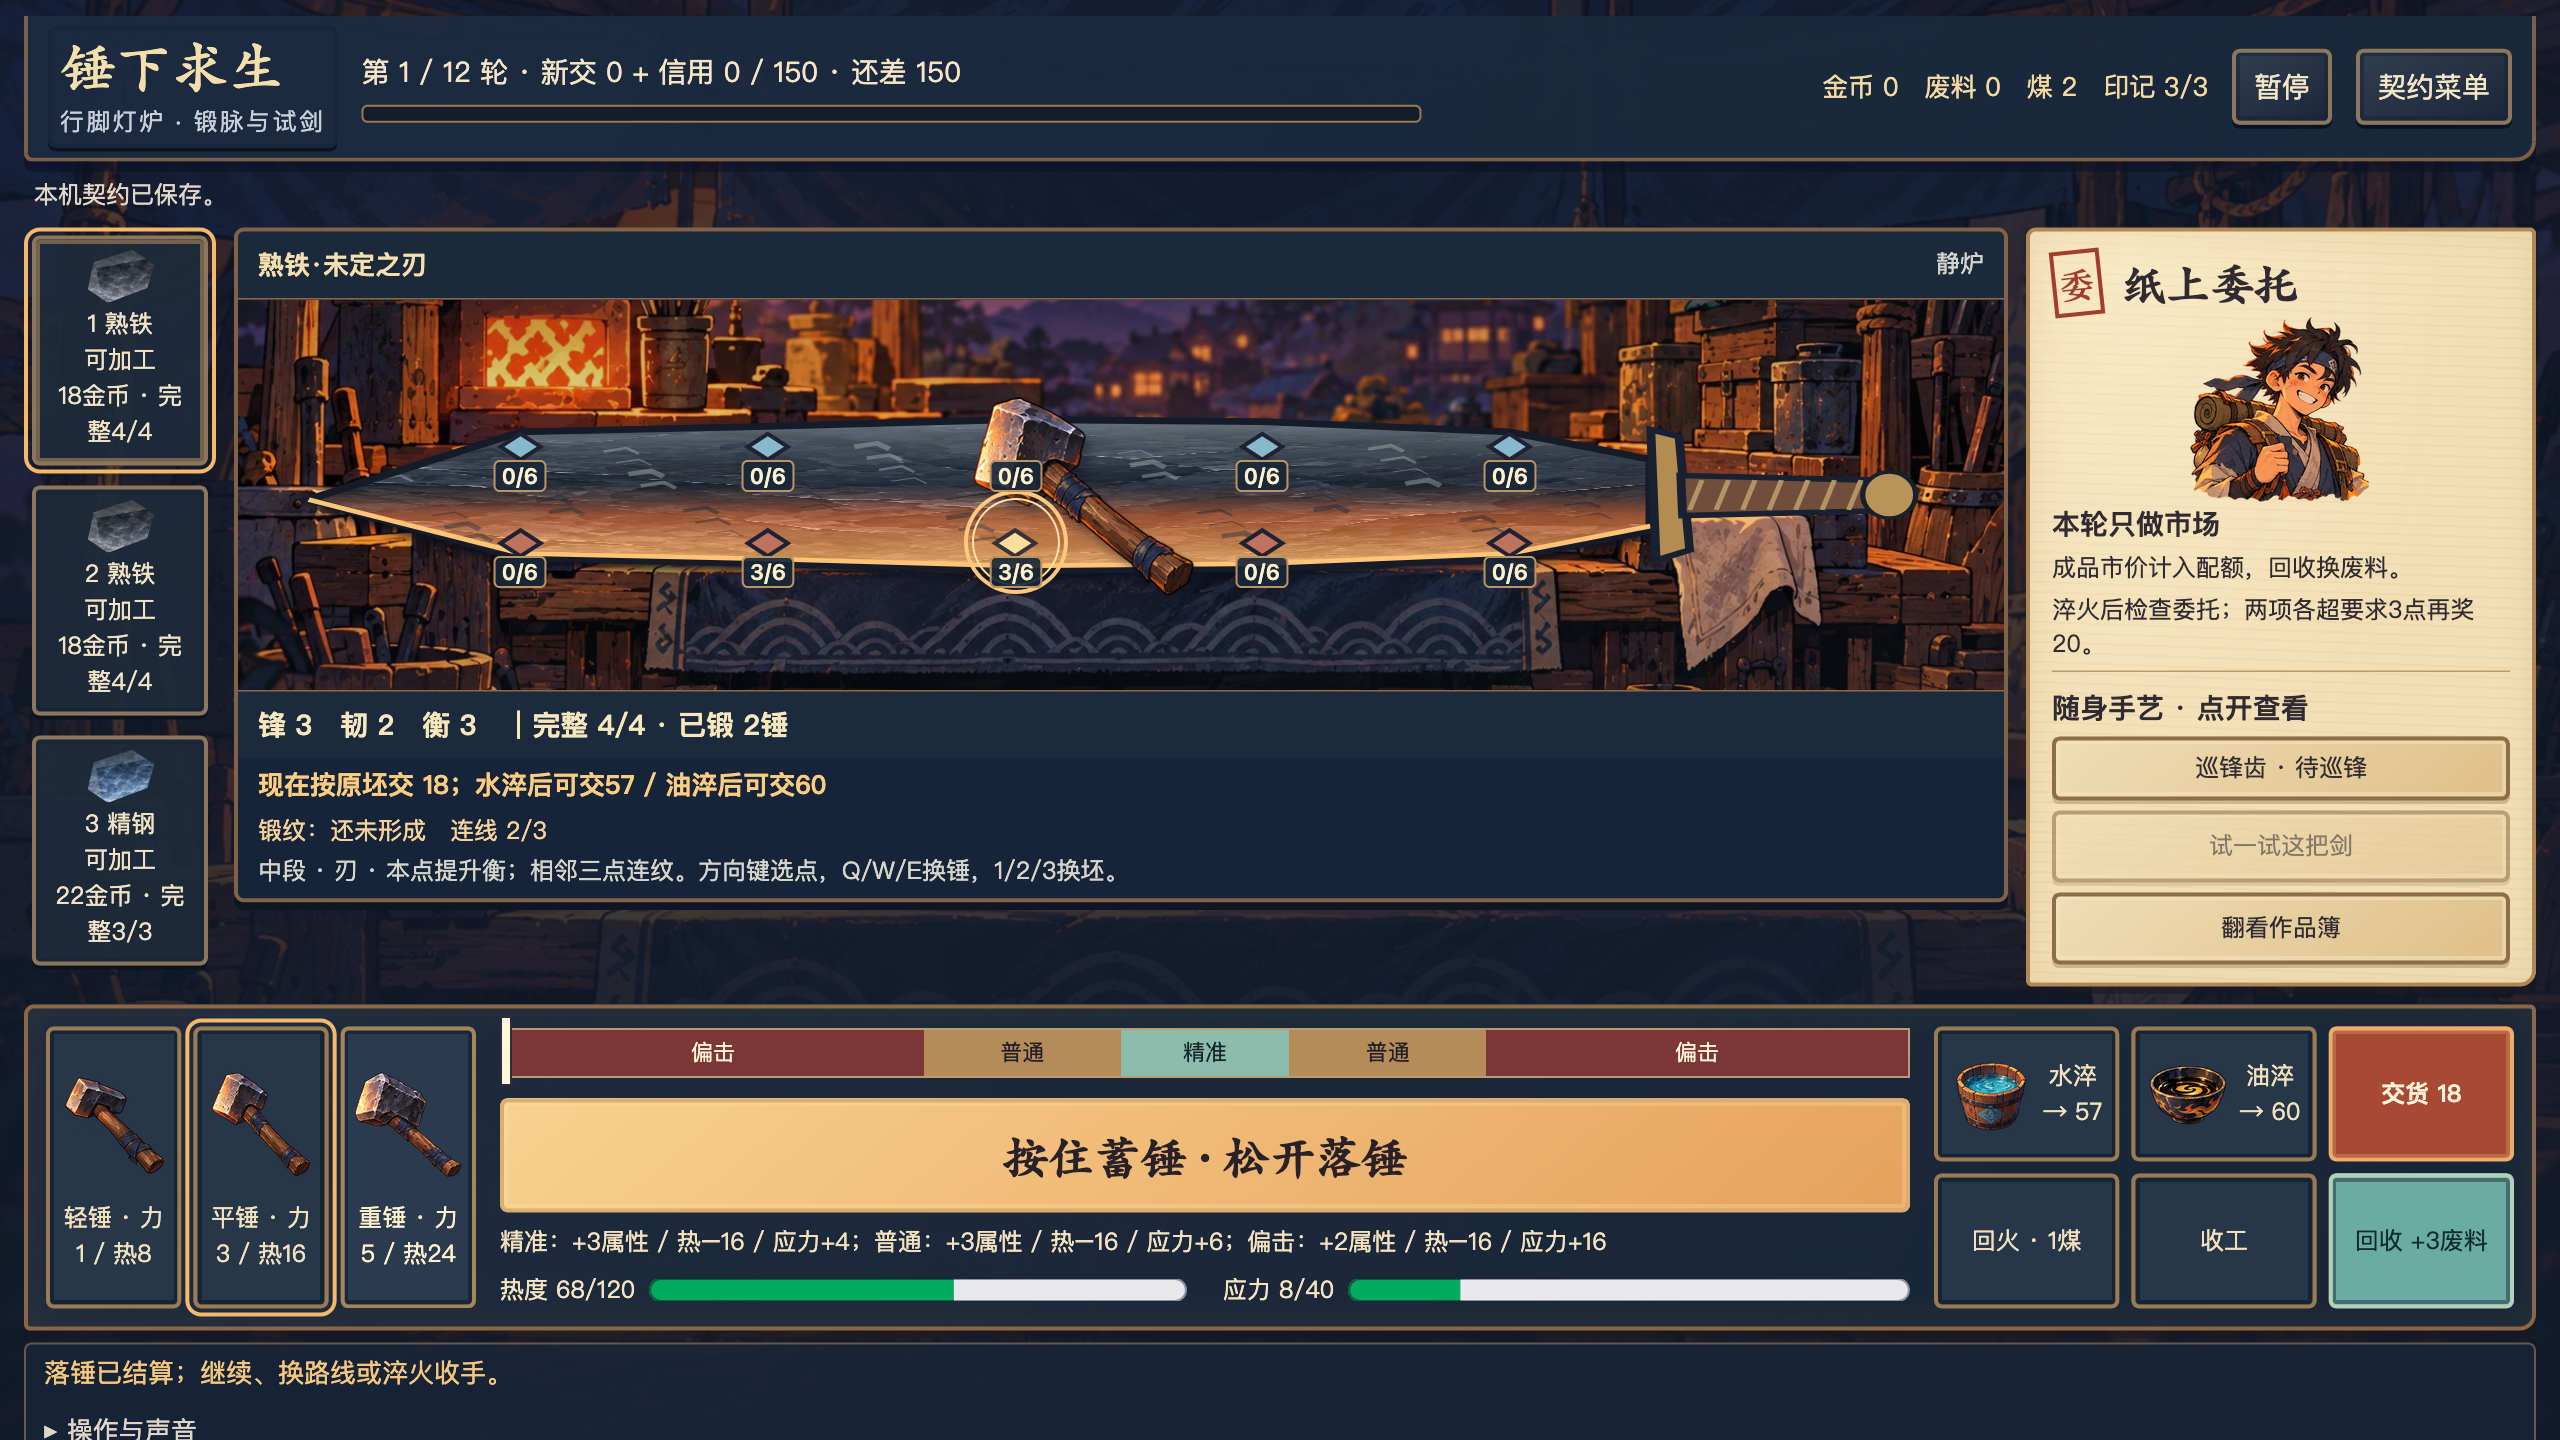 锤下求生
行脚灯炉 · 锻脉与试剑
第 1 / 12 轮 · 新交 0 + 信用 0 / 150 · 还差 150
金币 0 废料 0 煤 2 印记 3/3
暂停
契约菜单
本机契约已保存。
1 熟铁
可加工
18金币 · 完
整4/4
2 熟铁
可加工
18金币 · 完
整4/4
3 精钢
可加工
22金币 · 完
整3/3
熟铁·未定之刃
静炉
0/6
0/6
0/6
0/6
0/6
0/6
3/6
3/6
0/6
0/6
锋 3 韧 2 衡 3 | 完整 4/4 · 已锻 2锤
现在按原坯交 18；水淬后可交57 / 油淬后可交60
锻纹：还未形成 连线 2/3
中段 · 刃 · 本点提升衡；相邻三点连纹。方向键选点，Q/W/E换锤，1/2/3换坯。
委
纸上委托
本轮只做市场
成品市价计入配额，回收换废料。
淬火后检查委托；两项各超要求3点再奖
20。
随身手艺 · 点开查看
巡锋齿 · 待巡锋
试一试这把剑
翻看作品簿
轻锤 · 力
1 / 热8
平锤 · 力
3 / 热16
重锤 · 力
5 / 热24
偏击
普通
精准
普通
偏击
按住蓄锤·松开落锤
精准：+3属性 / 热−16 / 应力+4；普通：+3属性 / 热−16 / 应力+6；偏击：+2属性 / 热−16 / 应力+16
热度 68/120
应力 8/40
水淬
→ 57
油淬
→ 60
交货 18
回火 · 1煤
收工
回收 +3废料
落锤已结算；继续、换路线或淬火收手。
▸ 操作与声音